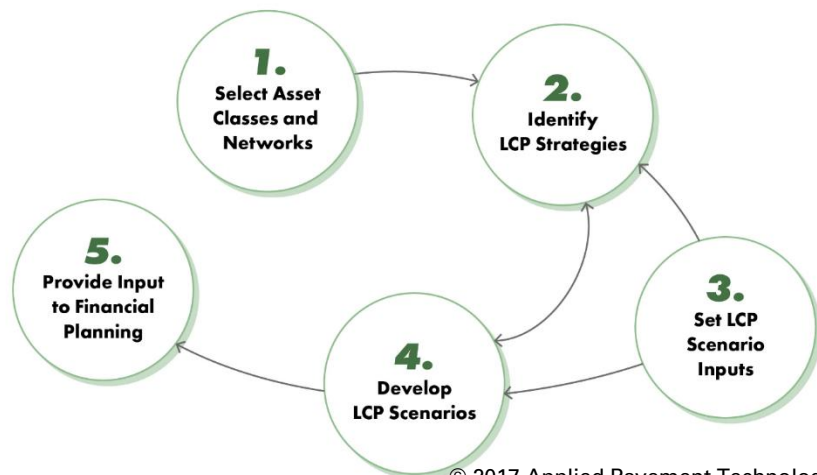 1.
Select Asset
Classes and
Networks
2.
Identify
LCP Strategies
3.
Set LCP
Scenario
Inputs
4.
Develop
LCP Scenarios
5.
Provide Input
to Financial
Planning
© 2017 Applied Pavement